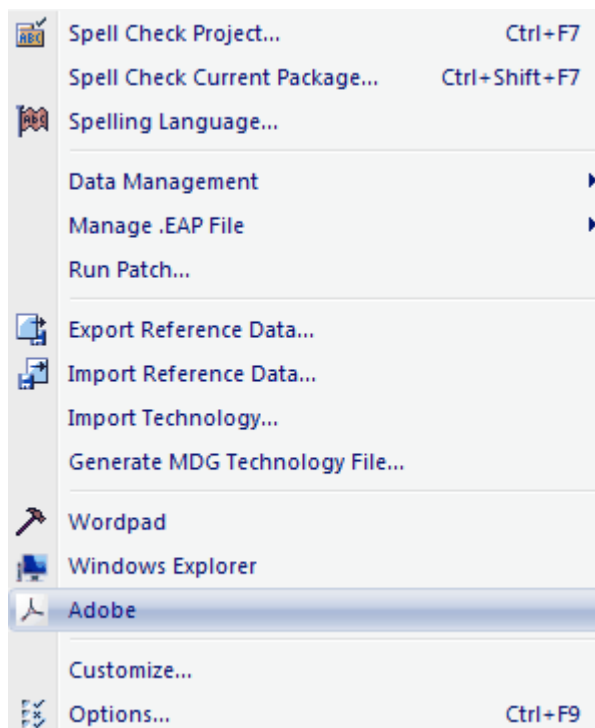 Spell Check Project... Ctrl+F7
Spell Check Current Package... Ctrl+Shift+F7
Spelling Language...
Data Management
Manage .EAP File
Run Patch...
Export Reference Data...
Import Reference Data...
Import Technology...
Generate MDG Technology File...
Wordpad
Windows Explorer
Adobe
Customize...
Options... Ctrl+F9